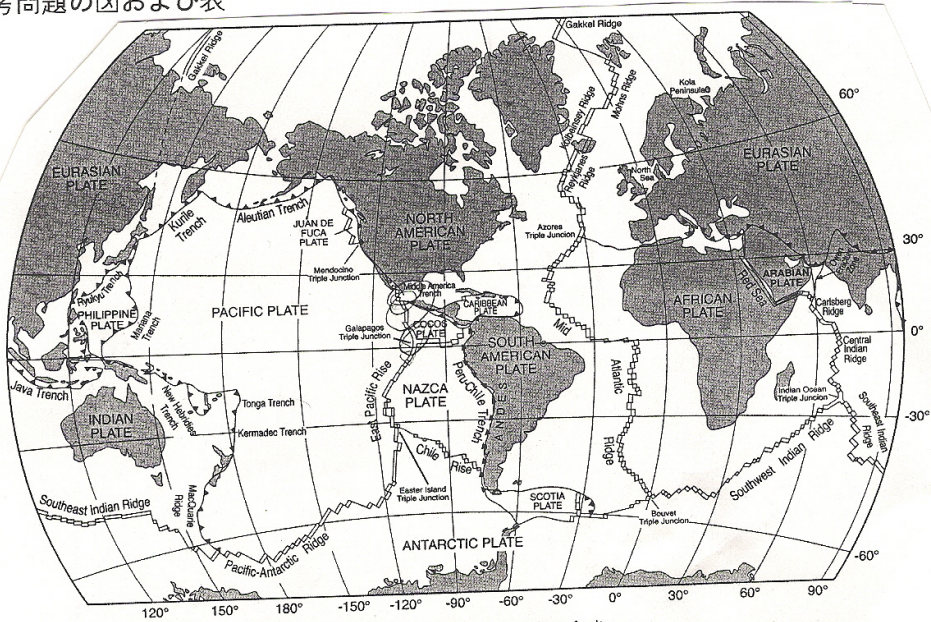 考問題の図および表
Gakkel Ridge
Gakkel Ridge
Mohns Ridge
Kolbeinsey Ridge
Reykjanes
Ridge
Kola
Peninsula
60°
EURASIAN
PLATE
EURASIAN
PLATE
North
Sea
Kurile
Trench
Aleutian Trench
JUAN DE
FUCA
PLATE
NORTH
AMERICAN
PLATE
Azores
Triple Junction
30°
Mendocino
Triple Junction
Ryukyu Trench
PHILIPPINE
PLATE
Mariana
Trench
PACIFIC PLATE
Middle America
Trench
CARIBBEAN
PLATE
Galapagos
Triple Junction
COCOS
PLATE
Mid
Atlantic
Ridge
AFRICAN
PLATE
Red Sea
ARABIAN
PLATE
Carlsberg
Ridge
0°
Central
Indian
Ridge
SOUTH
AMERICAN
PLATE
Java Trench
INDIAN
PLATE
New Hebrides
Trench
Tonga Trench
Kermadec Trench
East Pacific Rise
NAZCA
PLATE
Peru-Chile Trench
ANDES
Indian Ocean
Triple Junction
-30°
Southeast Indian
Ridge
Chile
Rise
Easter Island
Triple Junction
Southwest Indian Ridge
Southeast Indian Ridge
MacQuarie
Ridge
Pacific-Antarctic Ridge
SCOTIA
PLATE
Bouvet
Triple Junction
ANTARCTIC PLATE
-60°
120° 150° 180° -150° -120° -90° -60° -30° 0° 30° 60° 90°